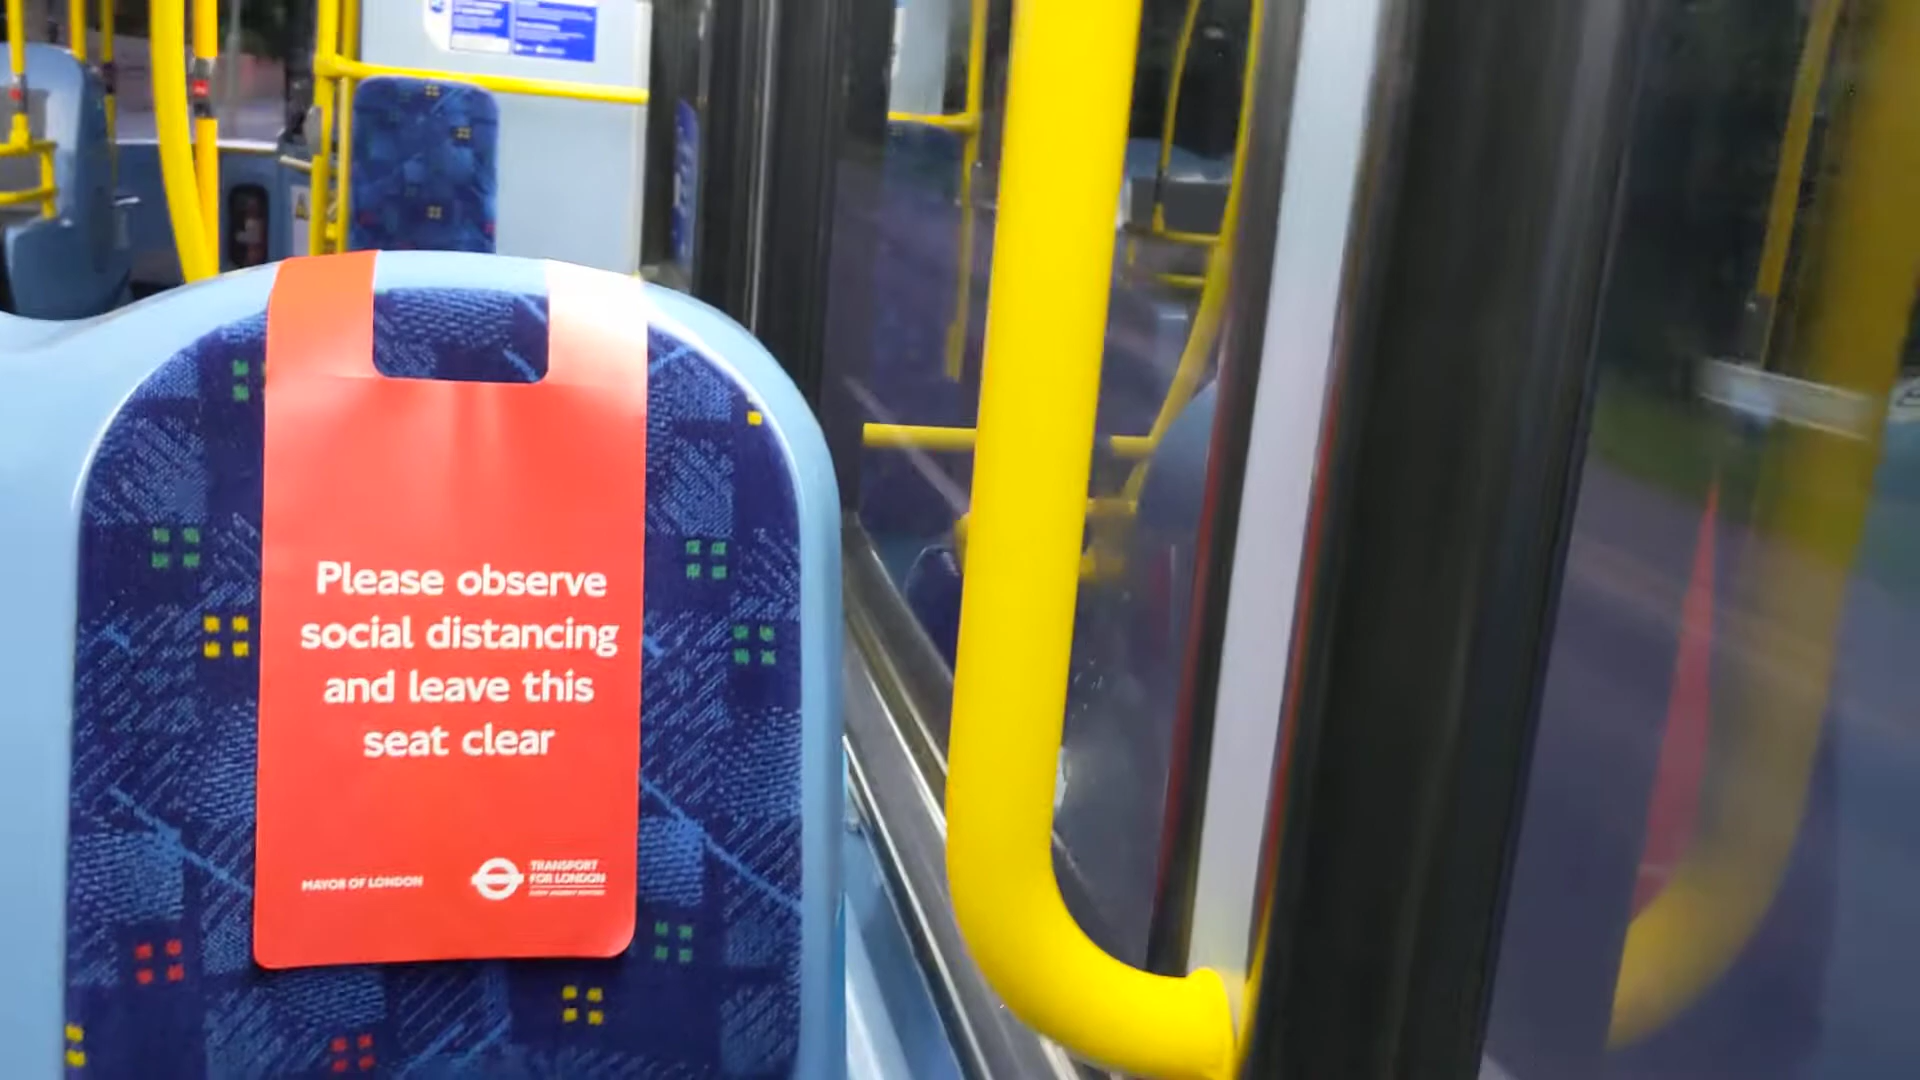 Please observe
social distancing
and leave this
seat clear
MAYOR OF LONDON
TRANSPORT
FOR LONDON